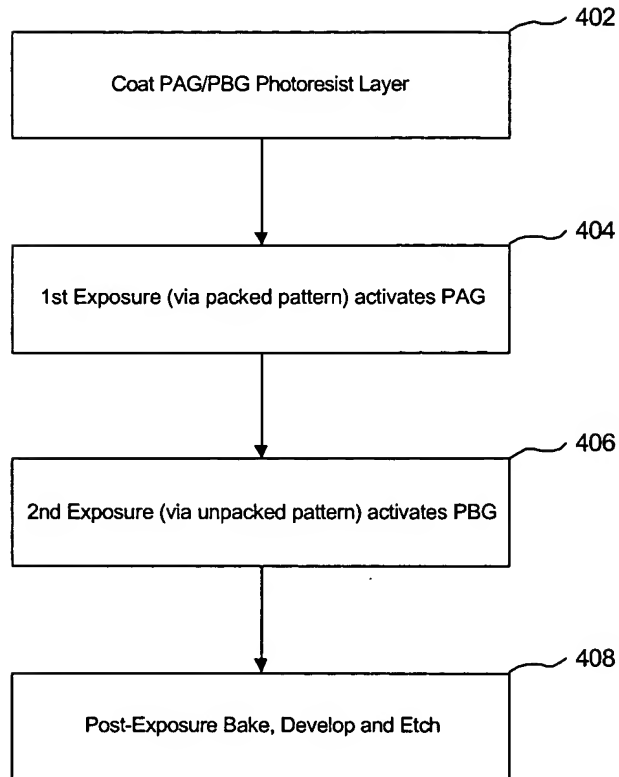 402
Coat PAG/PBG Photoresist Layer
404
1st Exposure (via packed pattern) activates PAG
406
2nd Exposure (via unpacked pattern) activates PBG
408
Post-Exposure Bake, Develop and Etch